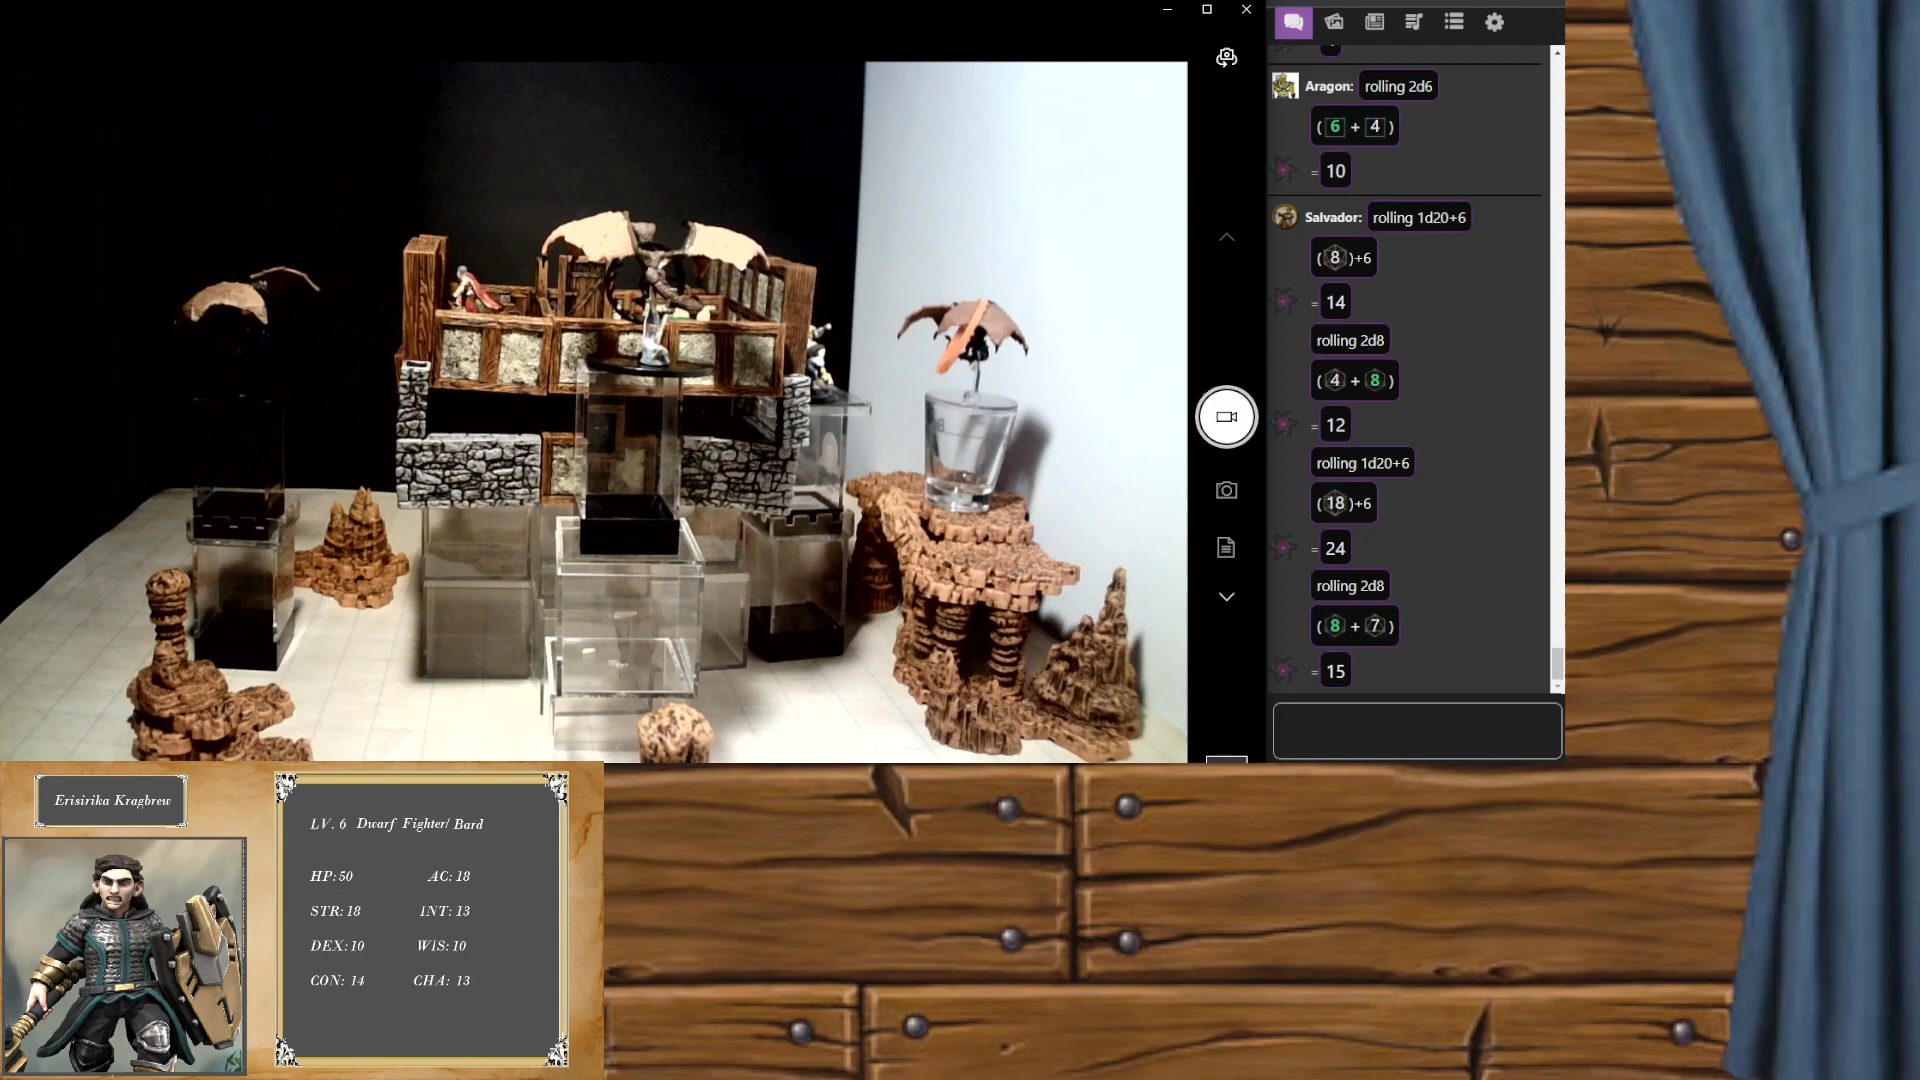 Aragon: rolling 2d6
( 6 + 4 )
= 10
Salvador: rolling 1d20+6
( 8 )+6
= 14
rolling 2d8
( 4 + 8 )
= 12
rolling 1d20+6
( 18 )+6
= 24
rolling 2d8
( 8 + 7 )
= 15
Erisirika Kragbrew
LV. 6 Dwarf Fighter/ Bard
HP: 50 AC: 18
STR: 18 INT: 13
DEX: 10 WIS: 10
CON: 14 CHA: 13